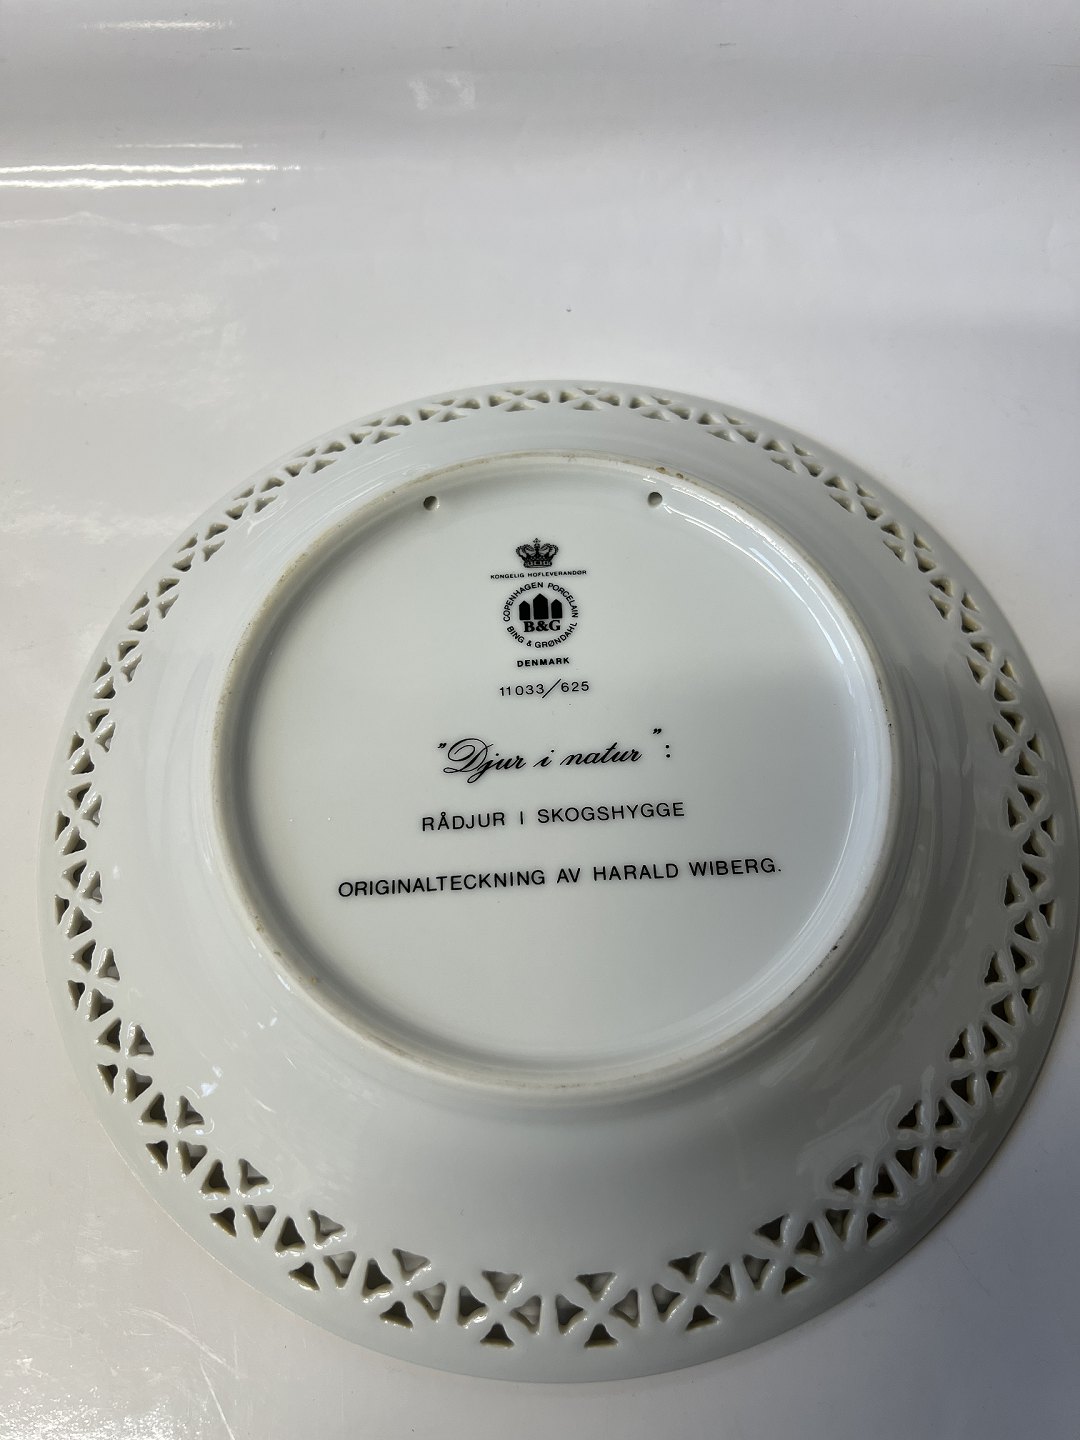 KONGELIG HOFLEVERANDØR
COPENHAGEN PORCELAIN
B&G
BING & GRØNDAHL
DENMARK
11033/625
"Djur i natur":
RÅDJUR I SKOGSHYGGE
ORIGINALTECKNING AV HARALD WIBERG.